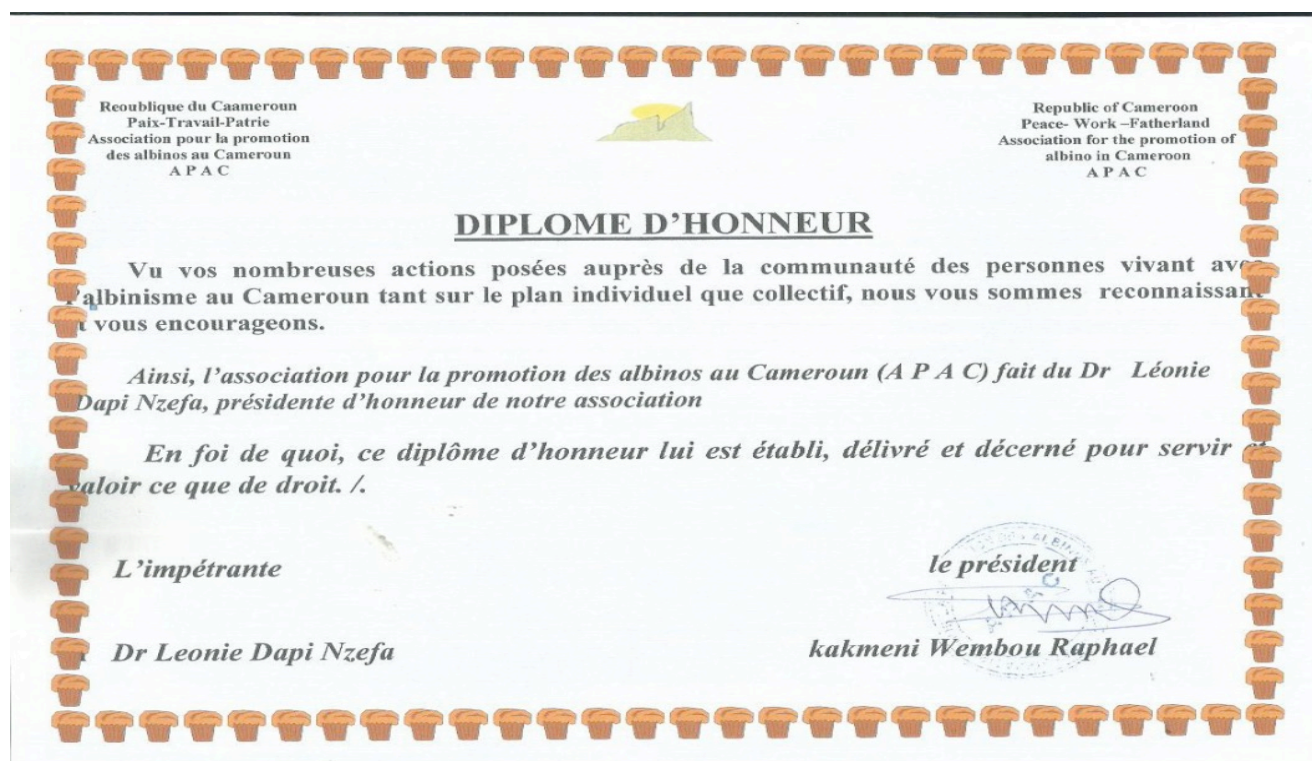 Reoublique du Caameroun
Paix-Travail-Patrie
Association pour la promotion
des albinos au Cameroun
A P A C
Republic of Cameroon
Peace- Work –Fatherland
Association for the promotion of
albino in Cameroon
A P A C
DIPLOME D’HONNEUR
Vu vos nombreuses actions posées auprès de la communauté des personnes vivant avec
l’albinisme au Cameroun tant sur le plan individuel que collectif, nous vous sommes reconnaissant
et vous encourageons.
Ainsi, l’association pour la promotion des albinos au Cameroun (A P A C) fait du Dr Léonie
Dapi Nzefa, présidente d’honneur de notre association
En foi de quoi, ce diplôme d’honneur lui est établi, délivré et décerné pour servir et
valoir ce que de droit. /.
L’impétrante
le président
Dr Leonie Dapi Nzefa
kakmeni Wembou Raphael